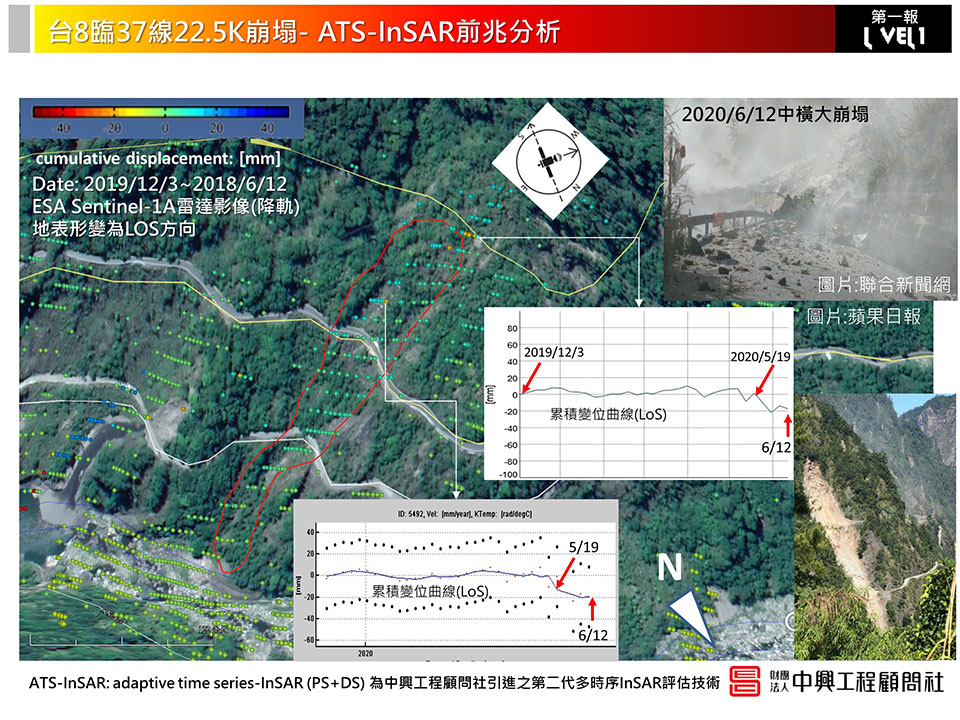 台8臨37線22.5K崩塌- ATS-InSAR前兆分析
第一報
LEVEL1
-40 -20 0 20 40
cumulative displacement: [mm]
Date: 2019/12/3~2018/6/12
ESA Sentinel-1A雷達影像(降軌)
地表形變為LOS方向
S W
E N
2020/6/12中橫大崩塌
圖片:聯合新聞網
圖片:蘋果日報
80
60
40
20
0
-20
-40
-60
-80
-100
[mm]
2019/12/3
2020/5/19
累積變位曲線(LoS)
6/12
ID: 5492, Vel: [mm/year], KTemp: [rad/degC]
40
20
0
-20
-40
-60
[mm]
5/19
累積變位曲線(LoS)
6/12
2020
N
ATS-InSAR: adaptive time series-InSAR (PS+DS) 為中興工程顧問社引進之第二代多時序InSAR評估技術
財團法人 中興工程顧問社